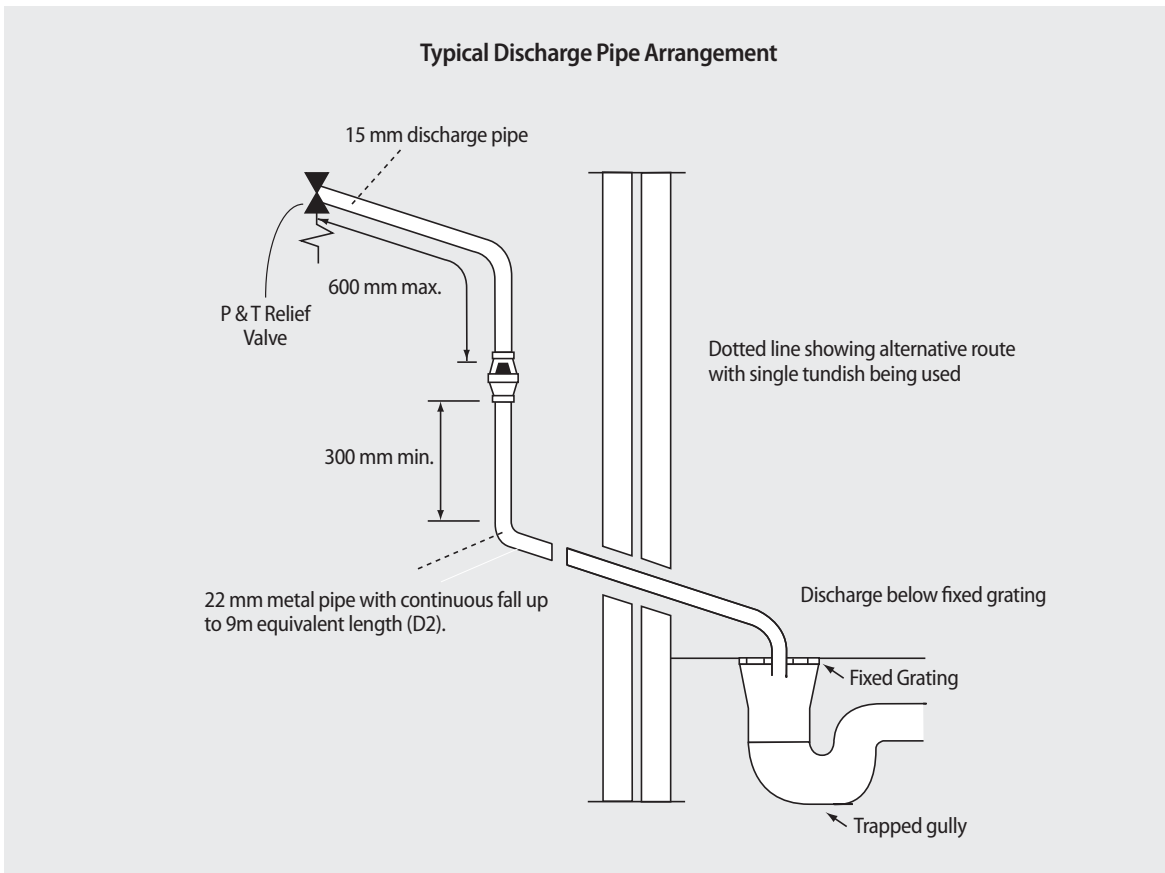 Typical Discharge Pipe Arrangement
15 mm discharge pipe
600 mm max.
P & T Relief
Valve
Dotted line showing alternative route
with single tundish being used
300 mm min.
22 mm metal pipe with continuous fall up
to 9m equivalent length (D2).
Discharge below fixed grating
Fixed Grating
Trapped gully